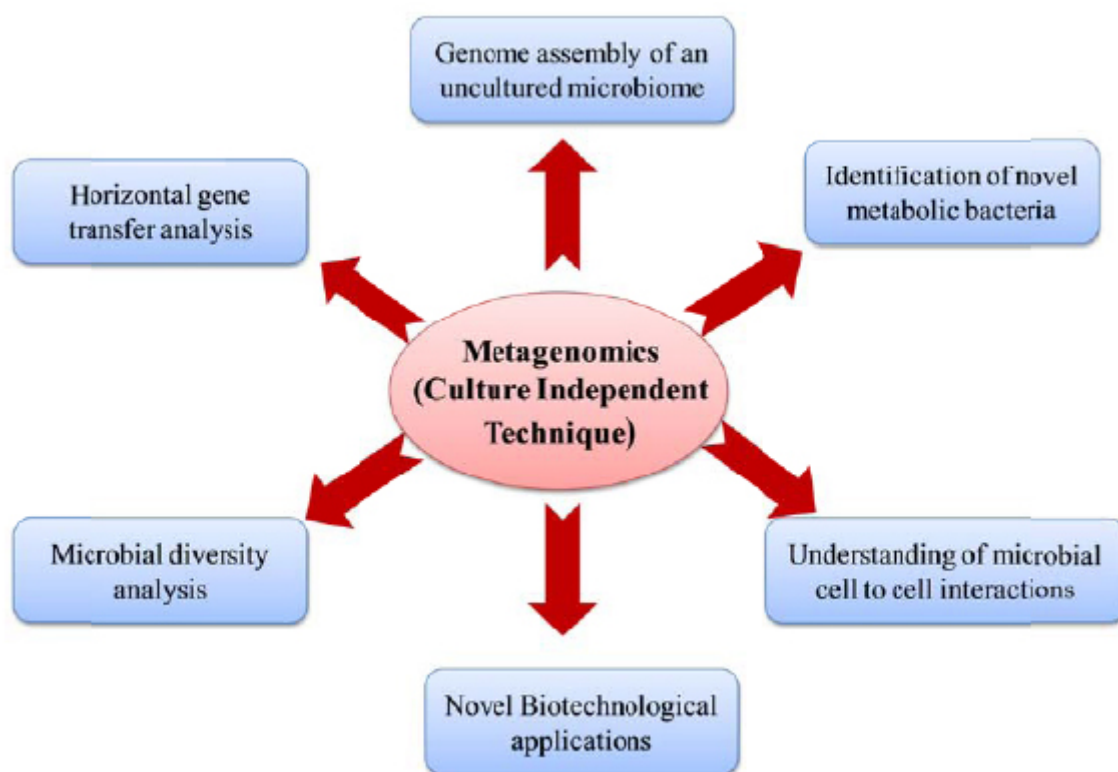 Genome assembly of an
uncultured microbiome
Horizontal gene
transfer analysis
Identification of novel
metabolic bacteria
Metagenomics
(Culture Independent
Technique)
Microbial diversity
analysis
Understanding of microbial
cell to cell interactions
Novel Biotechnological
applications